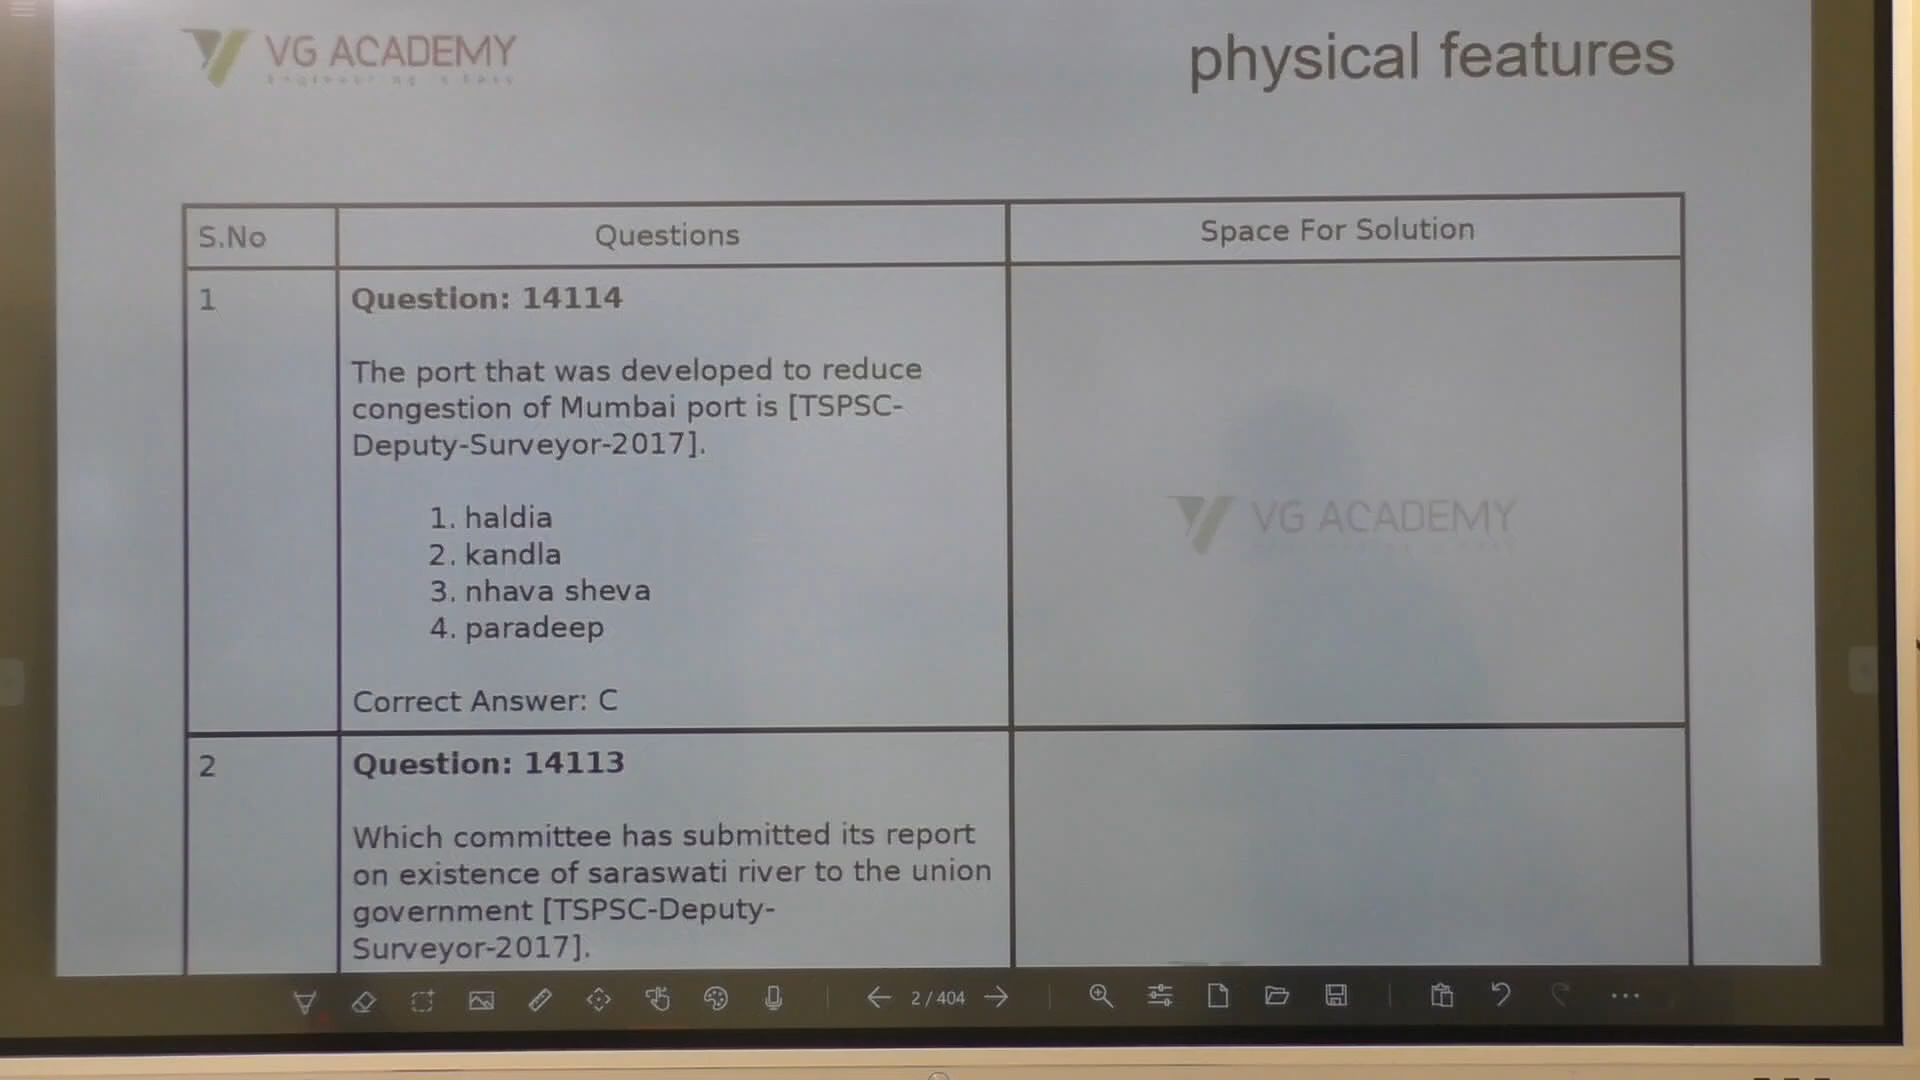 VG ACADEMY
physical features
S.No
Questions
Space For Solution
1
Question: 14114
The port that was developed to reduce
congestion of Mumbai port is [TSPSC-
Deputy-Surveyor-2017].
1. haldia
2. kandla
3. nhava sheva
4. paradeep
Correct Answer: C
VG ACADEMY
2
Question: 14113
Which committee has submitted its report
on existence of saraswati river to the union
government [TSPSC-Deputy-
Surveyor-2017].
2 / 404